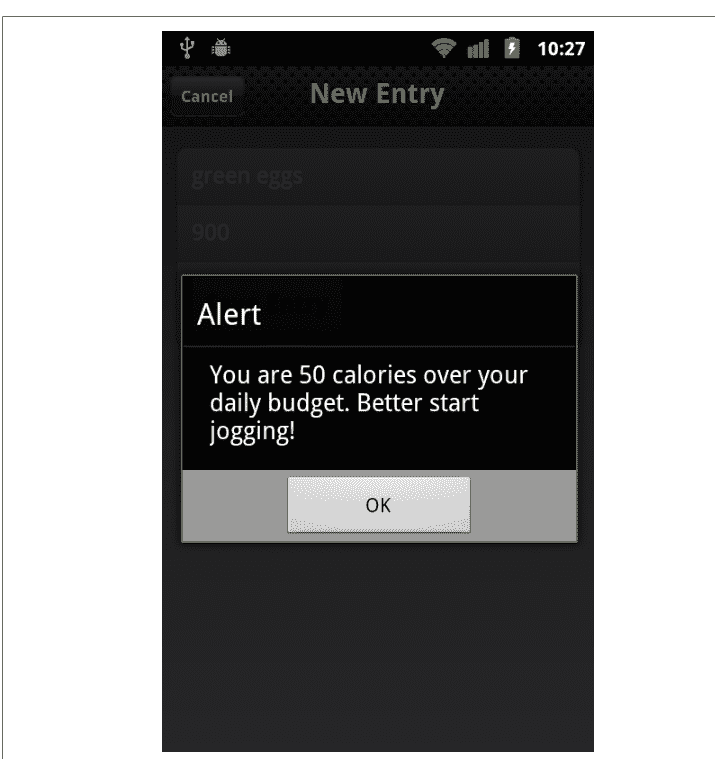 10:27
Cancel
New Entry
green eggs
900
Alert
You are 50 calories over your
daily budget. Better start
jogging!
OK